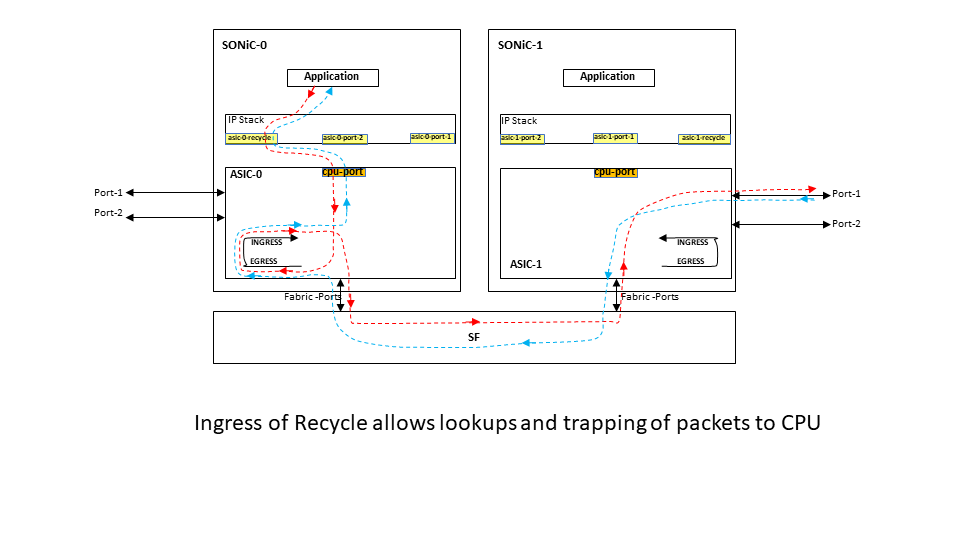 SONiC-0
SONiC-1
Application
Application
IP Stack
IP Stack
asic-0-recycle
asic-0-port-2
asic-0-port-1
asic-1-port-2
asic-1-port-1
asic-1-recycle
ASIC-0
cpu-port
cpu-port
Port-1
Port-2
Port-1
Port-2
INGRESS
EGRESS
INGRESS
EGRESS
ASIC-1
Fabric -Ports
Fabric -Ports
SF
Ingress of Recycle allows lookups and trapping of packets to CPU